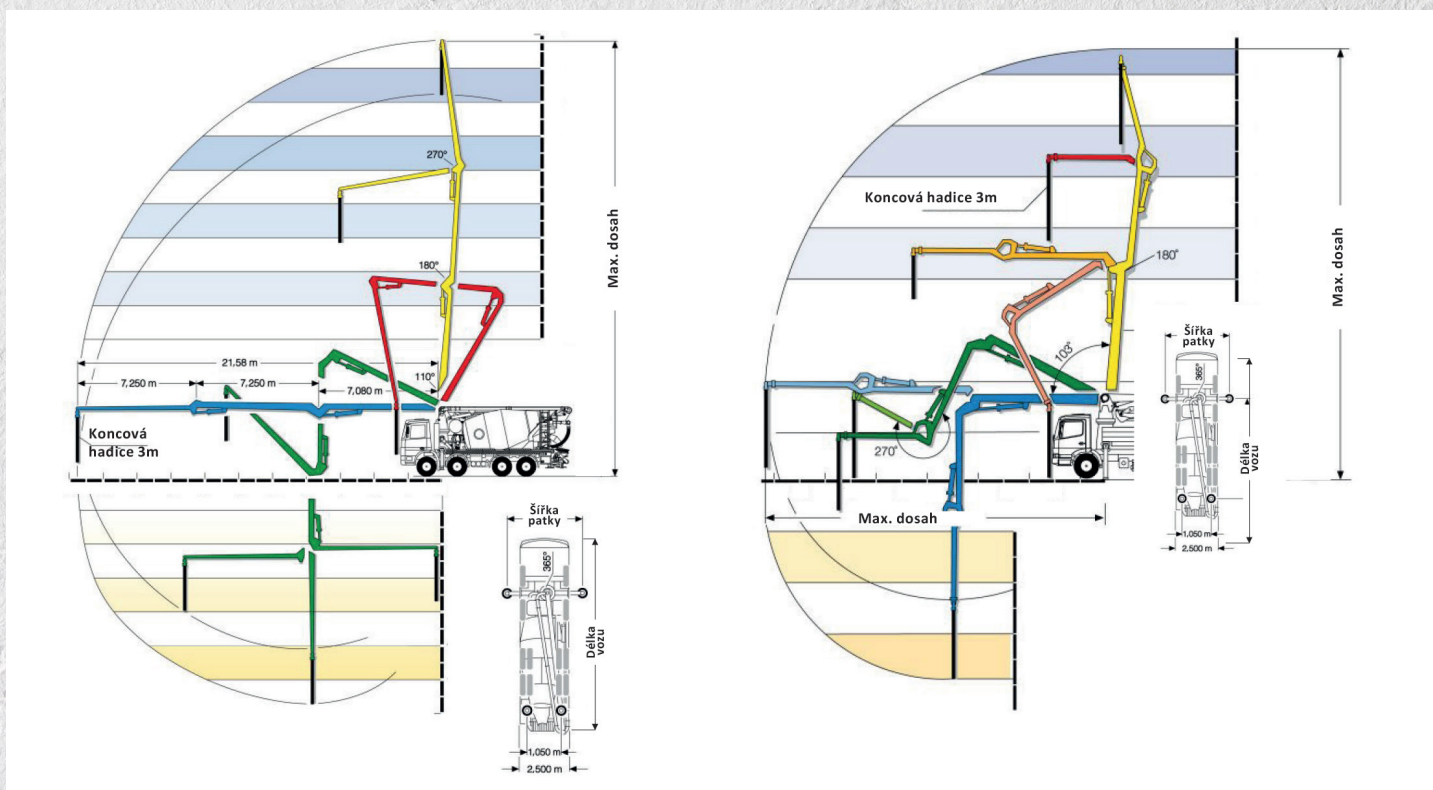 270°
180°
Max. dosah
21,58 m
7,250 m
7,250 m
7,080 m
110°
Koncová
hadice 3m
Šířka
patky
365°
Délka
vozu
1,050 m
2.500 m
Koncová hadice 3m
180°
Max. dosah
103°
270°
Max. dosah
Šířka
patky
365°
Délka
vozu
1,050 m
2.500 m